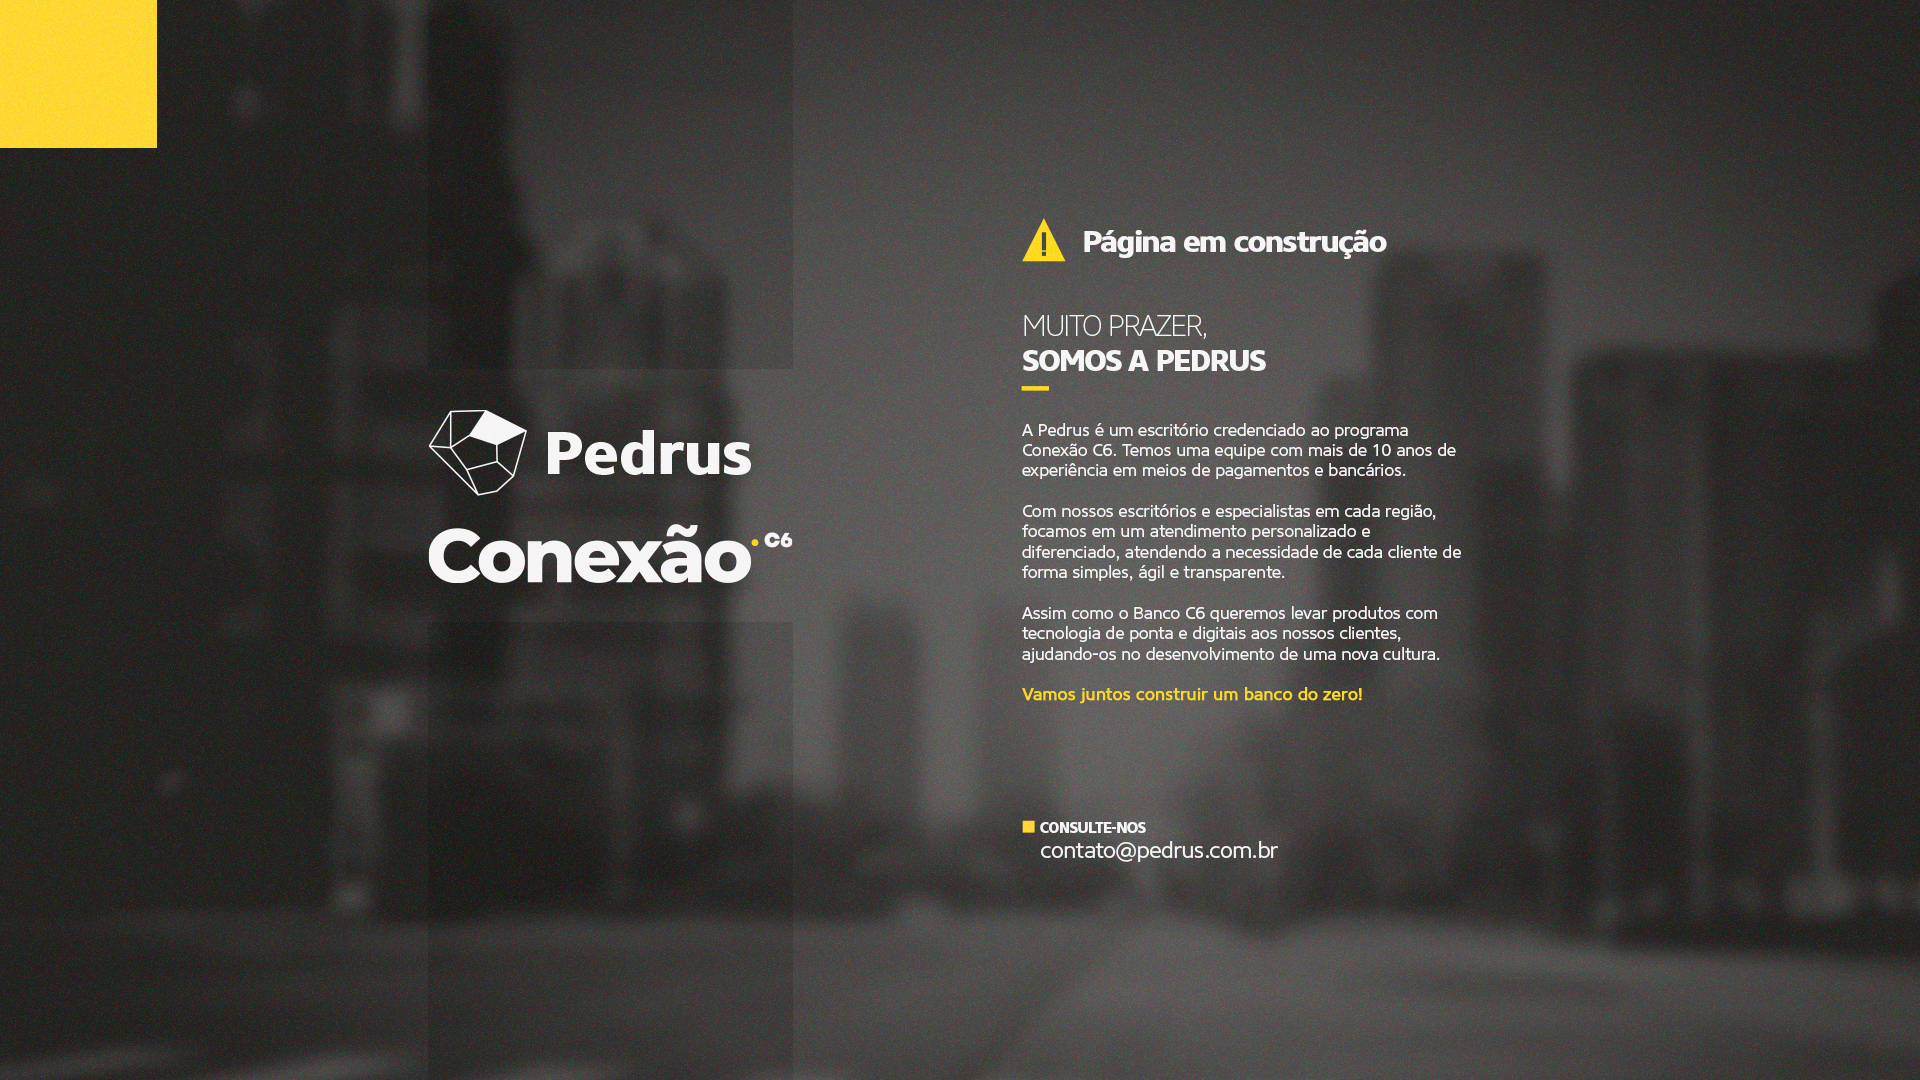 Pedrus
Conexão C6
Página em construção
MUITO PRAZER,
SOMOS A PEDRUS
A Pedrus é um escritório credenciado ao programa
Conexão C6. Temos uma equipe com mais de 10 anos de
experiência em meios de pagamentos e bancários.
Com nossos escritórios e especialistas em cada região,
focamos em um atendimento personalizado e
diferenciado, atendendo a necessidade de cada cliente de
forma simples, ágil e transparente.
Assim como o Banco C6 queremos levar produtos com
tecnologia de ponta e digitais aos nossos clientes,
ajudando-os no desenvolvimento de uma nova cultura.
Vamos juntos construir um banco do zero!
CONSULTE-NOS
contato@pedrus.com.br